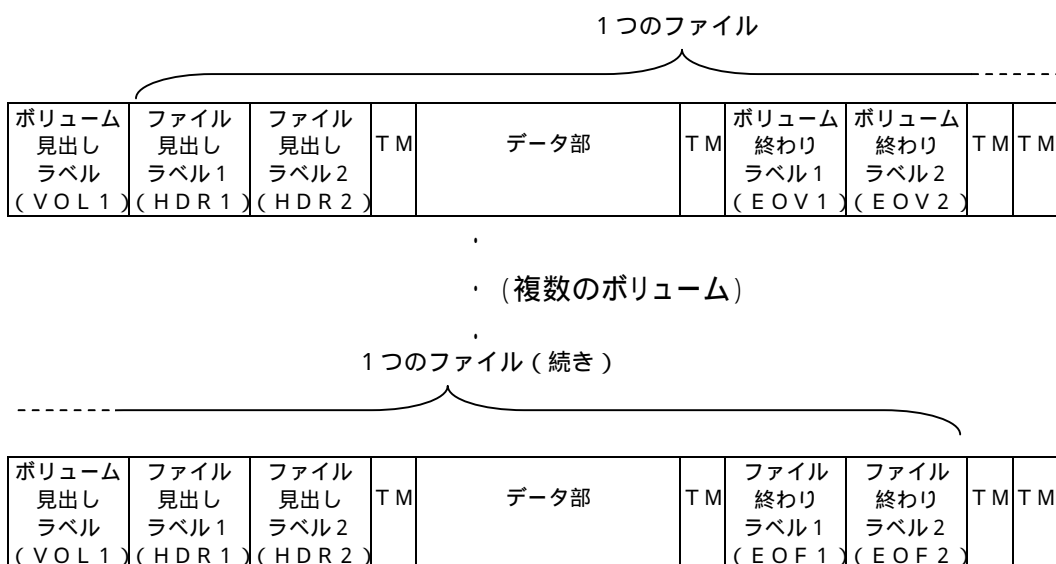 1つのファイル
ボリューム 見出し ラベル (VOL1)
ファイル 見出し ラベル1 (HDR1)
ファイル 見出し ラベル2 (HDR2)
TM
データ部
TM
ボリューム 終わり ラベル1 (EOV1)
ボリューム 終わり ラベル2 (EOV2)
TM
TM
(複数のボリューム)
1つのファイル(続き)
ボリューム 見出し ラベル (VOL1)
ファイル 見出し ラベル1 (HDR1)
ファイル 見出し ラベル2 (HDR2)
TM
データ部
TM
ファイル 終わり ラベル1 (EOF1)
ファイル 終わり ラベル2 (EOF2)
TM
TM